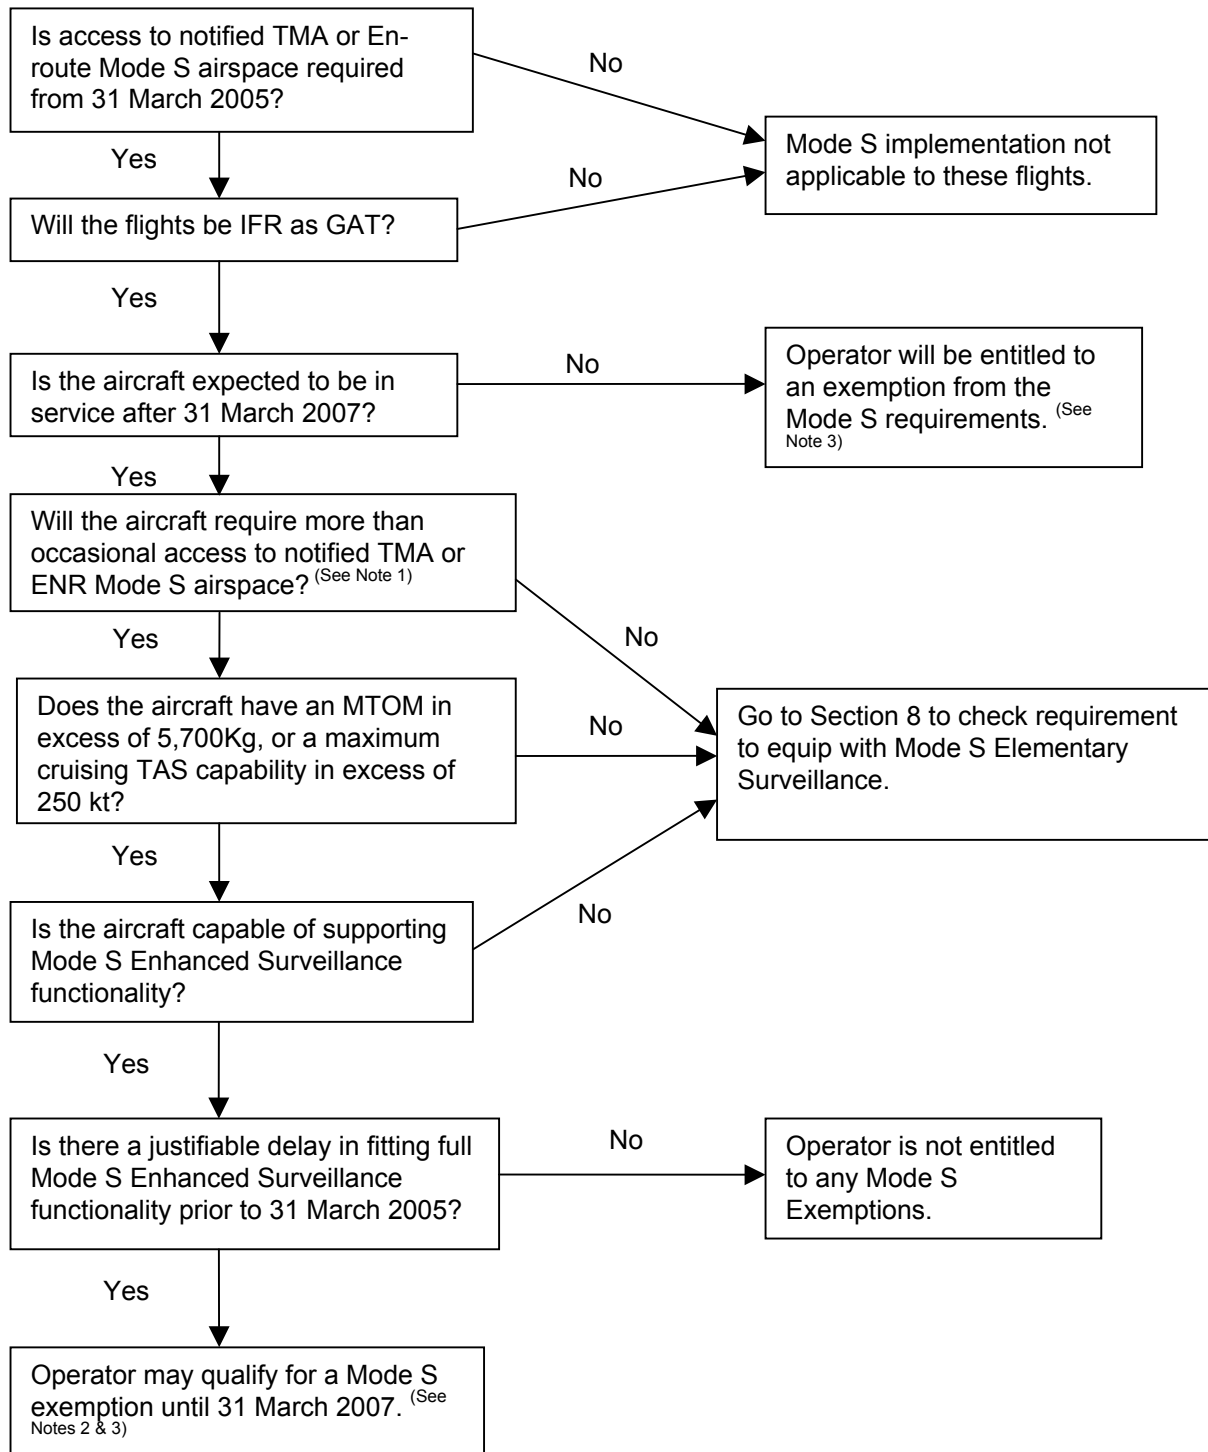 Is access to notified TMA or En-
route Mode S airspace required
from 31 March 2005?
No
Mode S implementation not
applicable to these flights.
Yes
No
Will the flights be IFR as GAT?
Yes
Is the aircraft expected to be in
service after 31 March 2007?
No
Operator will be entitled to
an exemption from the
Mode S requirements. (See
Note 3)
Yes
Will the aircraft require more than
occasional access to notified TMA or
ENR Mode S airspace? (See Note 1)
No
Yes
Does the aircraft have an MTOM in
excess of 5,700Kg, or a maximum
cruising TAS capability in excess of
250 kt?
No
Go to Section 8 to check requirement
to equip with Mode S Elementary
Surveillance.
Yes
Is the aircraft capable of supporting
Mode S Enhanced Surveillance
functionality?
No
Yes
Is there a justifiable delay in fitting full
Mode S Enhanced Surveillance
functionality prior to 31 March 2005?
No
Operator is not entitled
to any Mode S
Exemptions.
Yes
Operator may qualify for a Mode S
exemption until 31 March 2007. (See
Notes 2 & 3)